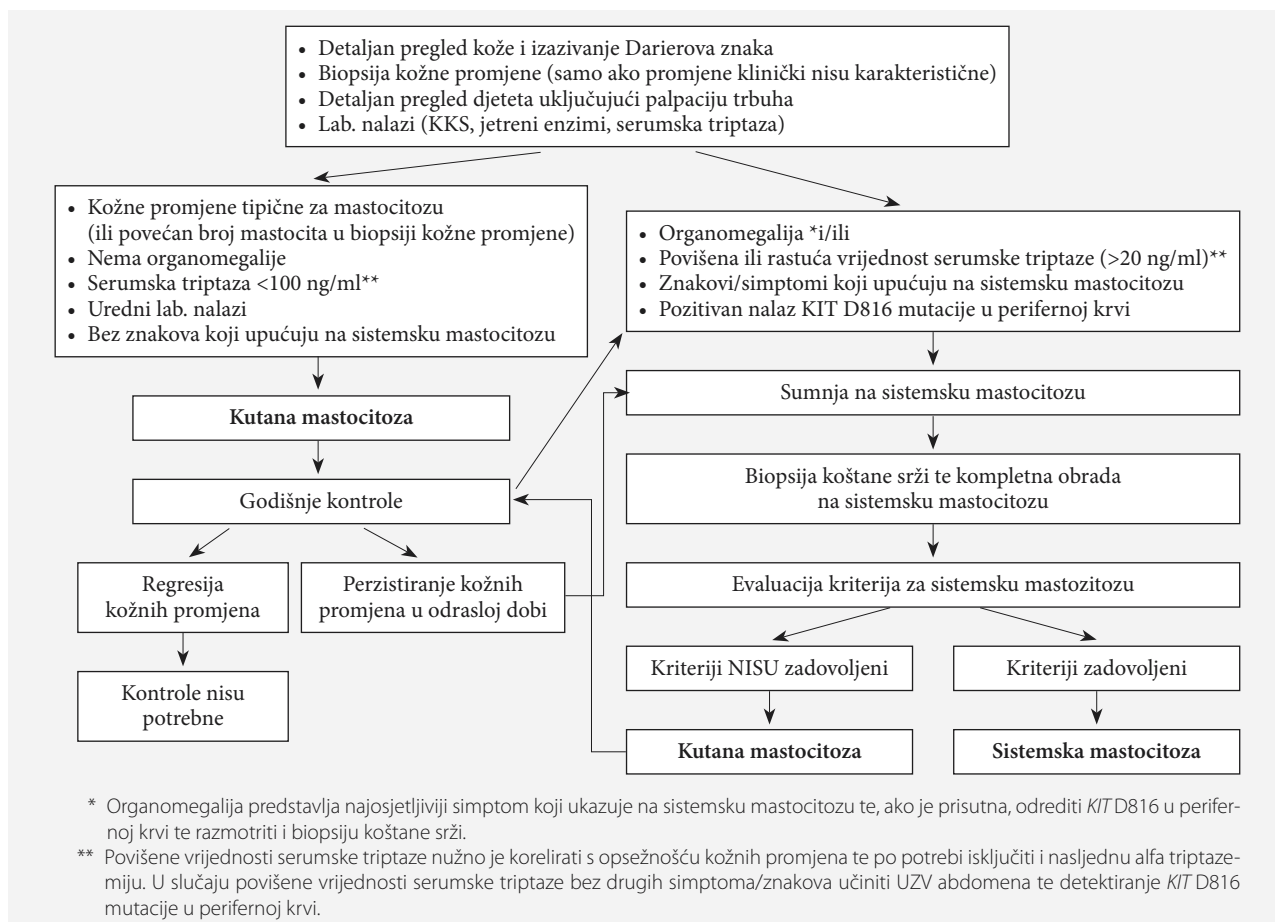 • Detaljan pregled kože i izazivanje Darierova znaka
• Biopsija kožne promjene (samo ako promjene klinički nisu karakteristične)
• Detaljan pregled djeteta uključujući palpaciju trbuha
• Lab. nalazi (KKS, jetreni enzimi, serumska triptaza)
• Kožne promjene tipične za mastocitozu
(ili povećan broj mastocita u biopsiji kožne promjene)
• Nema organomegalije
• Serumska triptaza <100 ng/ml**
• Uredni lab. nalazi
• Bez znakova koji upućuju na sistemsku mastocitozu
Kutana mastocitoza
Godišnje kontrole
Regresija
kožnih promjena
Perzistiranje kožnih
promjena u odrasloj dobi
Kontrole nisu
potrebne
• Organomegalija *i/ili
• Povišena ili rastuća vrijednost serumske triptaze (>20 ng/ml)**
• Znakovi/simptomi koji upućuju na sistemsku mastocitozu
• Pozitivan nalaz KIT D816 mutacije u perifernoj krvi
Sumnja na sistemsku mastocitozu
Biopsija koštane srži te kompletna obrada
na sistemsku mastocitozu
Evaluacija kriterija za sistemsku mastozitozu
Kriteriji NISU zadovoljeni
Kriteriji zadovoljeni
Kutana mastocitoza
Sistemska mastocitoza
* Organomegalija predstavlja najosjetljiviji simptom koji ukazuje na sistemsku mastocitozu te, ako je prisutna, odrediti KIT D816 u perifer-
noj krvi te razmotriti i biopsiju koštane srži.
** Povišene vrijednosti serumske triptaze nužno je korelirati s opsežnošću kožnih promjena te po potrebi isključiti i nasljednu alfa triptaze-
miju. U slučaju povišene vrijednosti serumske triptaze bez drugih simptoma/znakova učiniti UZV abdomena te detektiranje KIT D816
mutacije u perifernoj krvi.